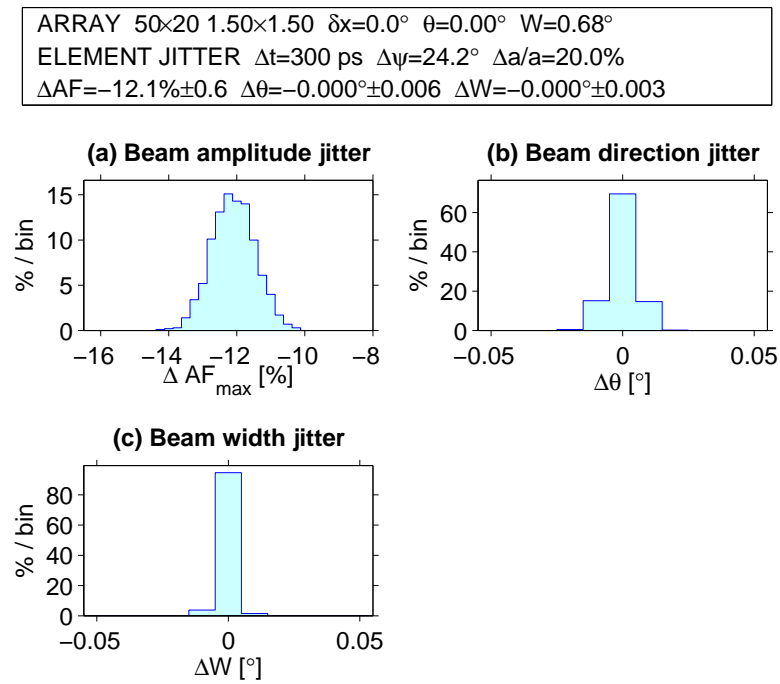 ARRAY 50×20 1.50×1.50 δx=0.0° θ=0.00° W=0.68°
ELEMENT JITTER Δt=300 ps Δψ=24.2° Δa/a=20.0%
ΔAF=−12.1%±0.6 Δθ=−0.000°±0.006 ΔW=−0.000°±0.003
(a) Beam amplitude jitter
% / bin
15
10
5
0
−16 −14 −12 −10 −8
Δ AFmax [%]
(b) Beam direction jitter
% / bin
60
40
20
0
−0.05 0 0.05
Δθ [°]
(c) Beam width jitter
% / bin
80
60
40
20
0
−0.05 0 0.05
ΔW [°]